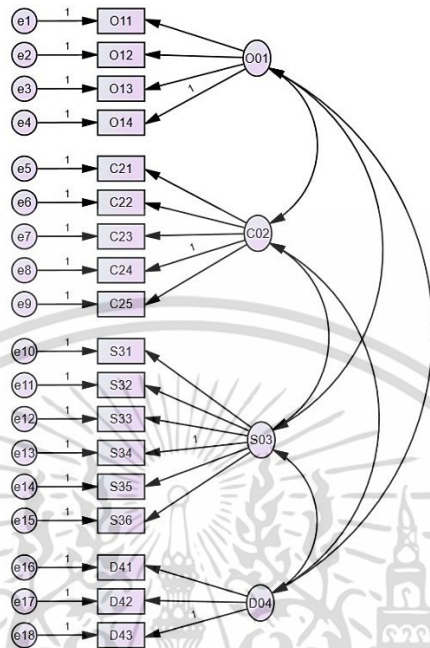 e1 1 O11
e2 1 O12
e3 1 O13
e4 1 O14
1
O01
e5 1 C21
e6 1 C22
e7 1 C23
e8 1 C24
e9 1 C25
1
C02
e10 1 S31
e11 1 S32
e12 1 S33
e13 1 S34
e14 1 S35
e15 1 S36
1
S03
e16 1 D41
e17 1 D42
e18 1 D43
1
D04